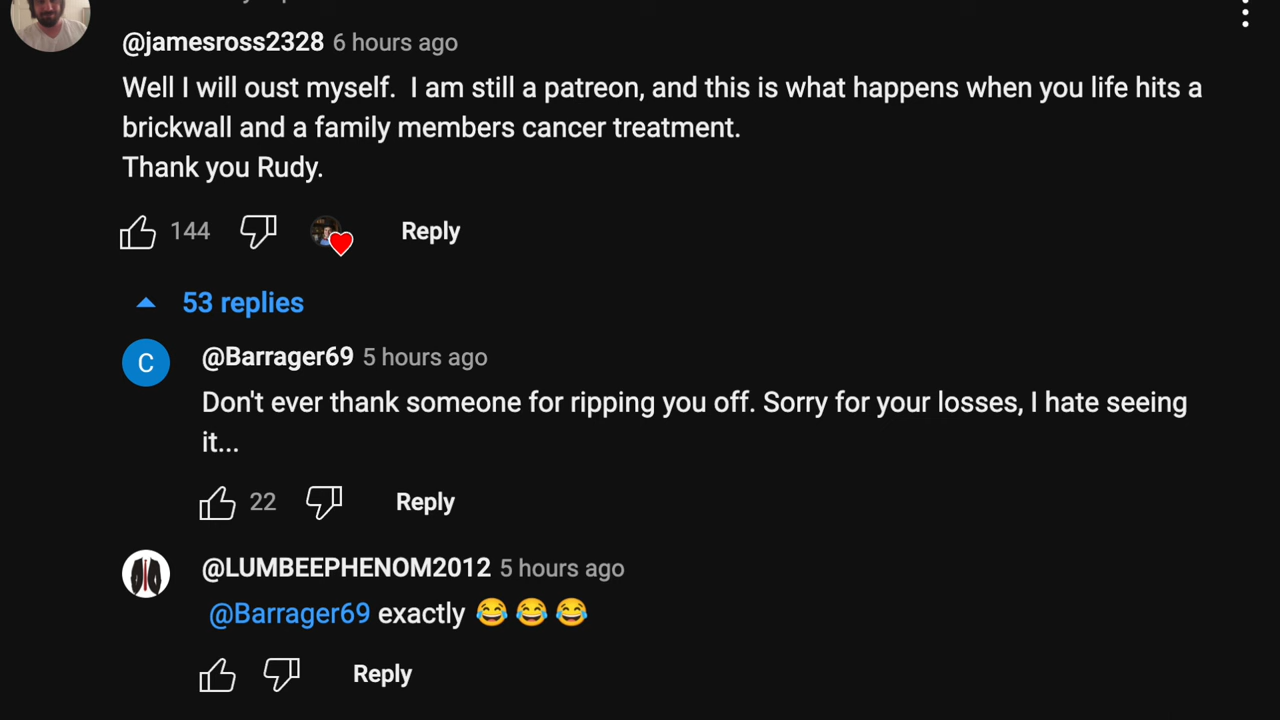 @jamesross2328 6 hours ago
Well I will oust myself.  I am still a patreon, and this is what happens when you life hits a
brickwall and a family members cancer treatment.
Thank you Rudy.
144 Reply
53 replies
C
@Barrager69 5 hours ago
Don't ever thank someone for ripping you off. Sorry for your losses, I hate seeing
it...
22 Reply
@LUMBEEPHENOM2012 5 hours ago
@Barrager69 exactly 😂😂😂
Reply